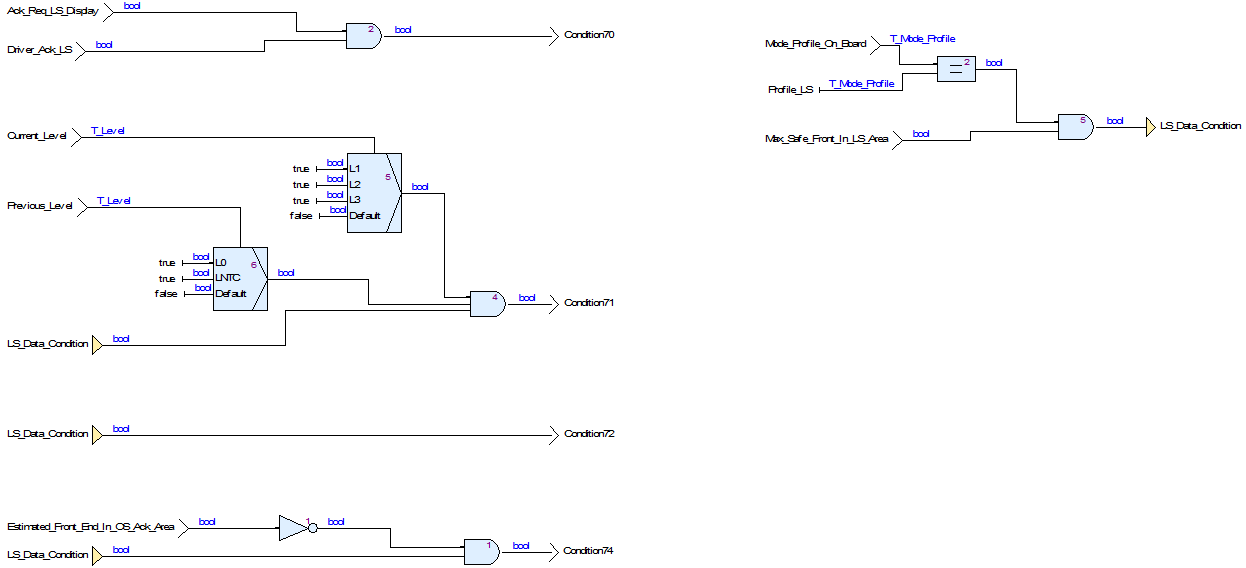 Ack_Req_LS_Display
bool
Driver_Ack_LS
bool
2
bool
Condition70
Current_Level
T_Level
true
bool
L1
true
bool
L2
true
bool
L3
false
bool
Default
5
bool
Previous_Level
T_Level
true
bool
L0
true
bool
LNTC
false
bool
Default
6
bool
LS_Data_Condition
bool
4
bool
Condition71
LS_Data_Condition
bool
Condition72
Estimated_Front_End_In_OS_Ack_Area
bool
1
bool
LS_Data_Condition
bool
1
bool
Condition74
Mode_Profile_On_Board
T_Mode_Profile
Profile_LS
T_Mode_Profile
=
2
bool
Max_Safe_Front_In_LS_Area
bool
5
bool
LS_Data_Condition